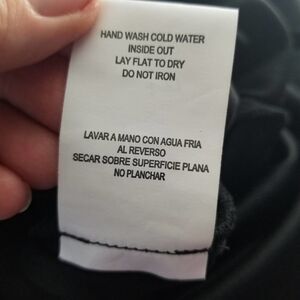 HAND WASH COLD WATER
INSIDE OUT
LAY FLAT TO DRY
DO NOT IRON
LAVAR A MANO CON AGUA FRIA
AL REVERSO
SECAR SOBRE SUPERFICIE PLANA
NO PLANCHAR